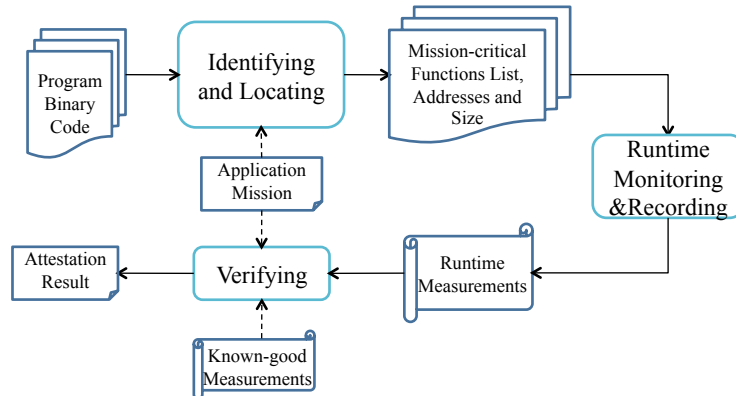 Program
Binary
Code
Identifying
and Locating
Mission-critical
Functions List,
Addresses and
Size
Application
Mission
Runtime
Monitoring
&Recording
Attestation
Result
Verifying
Runtime
Measurements
Known-good
Measurements